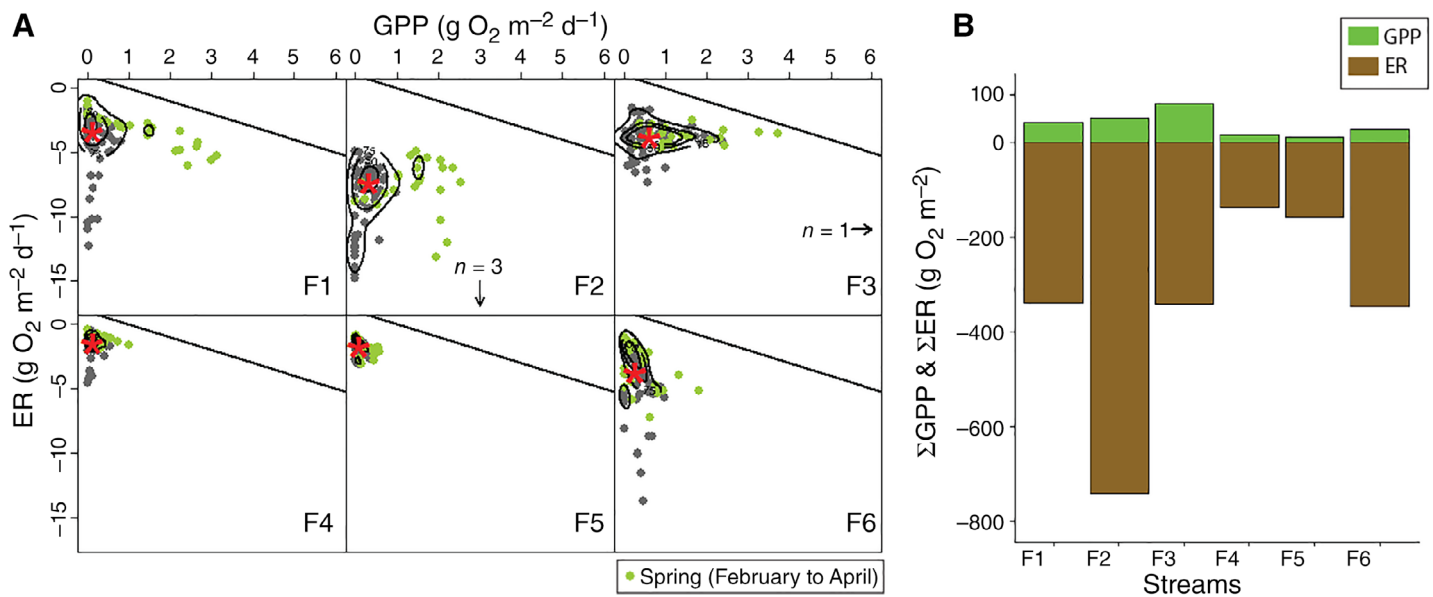 A
GPP (g O₂ m⁻² d⁻¹)
0 1 2 3 4 5 6 0 1 2 3 4 5 6 0 1 2 3 4 5 6
ER (g O₂ m⁻² d⁻¹)
0
−5
−10
−15
75
50
n = 3
n = 1
F1
F2
F3
0
−5
−10
−15
75
F4
F5
F6
Spring (February to April)
B
GPP
ER
ΣGPP & ΣER (g O₂ m⁻²)
100
0
−200
−400
−600
−800
F1 F2 F3 F4 F5 F6
Streams